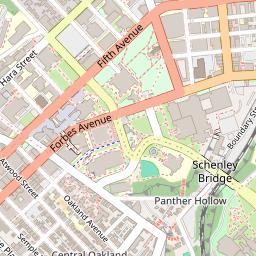 Fifth Avenue
O'Hara Street
Forbes Avenue
Boundary St
Atwood Street
Schenley
Bridge
Oakland Avenue
Panther Hollow
Semple
Central Oakland